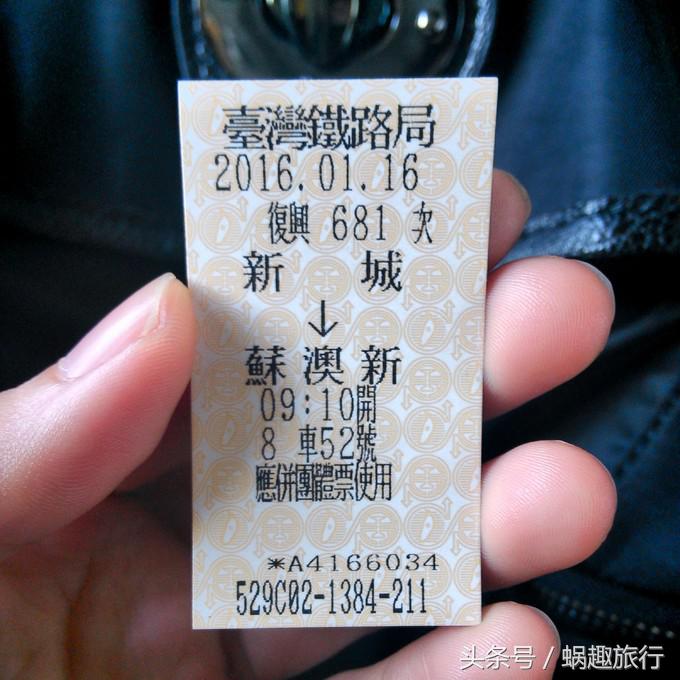 臺灣鐵路局
2016.01.16
復興 681 次
新 城
↓
蘇澳新
09:10開
8 車52號
應併團體票使用
*A4166034
529C02-1384-211
头条号 / 蜗趣旅行